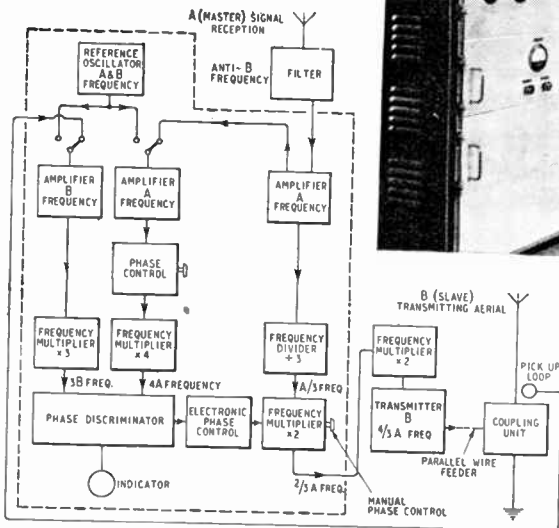 A (MASTER) SIGNAL
RECEPTION
REFERENCE
OSCILLATOR
A & B
FREQUENCY
ANTI-B
FREQUENCY
FILTER
AMPLIFIER
B
FREQUENCY
AMPLIFIER
A
FREQUENCY
AMPLIFIER
A
FREQUENCY
PHASE
CONTROL
FREQUENCY
MULTIPLIER
×3
FREQUENCY
MULTIPLIER
×4
FREQUENCY
DIVIDER
÷3
3B FREQ.
4A FREQUENCY
A/3 FREQ
PHASE DISCRIMINATOR
ELECTRONIC
PHASE
CONTROL
FREQUENCY
MULTIPLIER
×2
INDICATOR
2/3 A FREQ.
MANUAL
PHASE CONTROL
B (SLAVE)
TRANSMITTING AERIAL
FREQUENCY
MULTIPLIER
×2
TRANSMITTER
B
4/3 A FREQ
PICK UP
LOOP
COUPLING
UNIT
PARALLEL WIRE
FEEDER